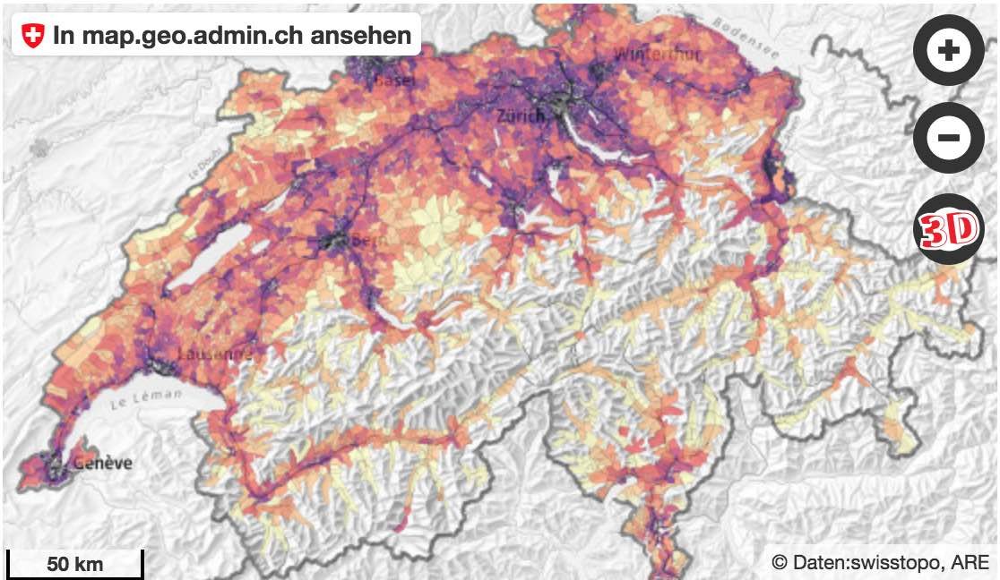 In map.geo.admin.ch ansehen
Bodensee
Winterthur
Basel
Zürich
Le Doubs
Bern
3D
Lausanne
Le Léman
Genève
50 km
© Daten:swisstopo, ARE